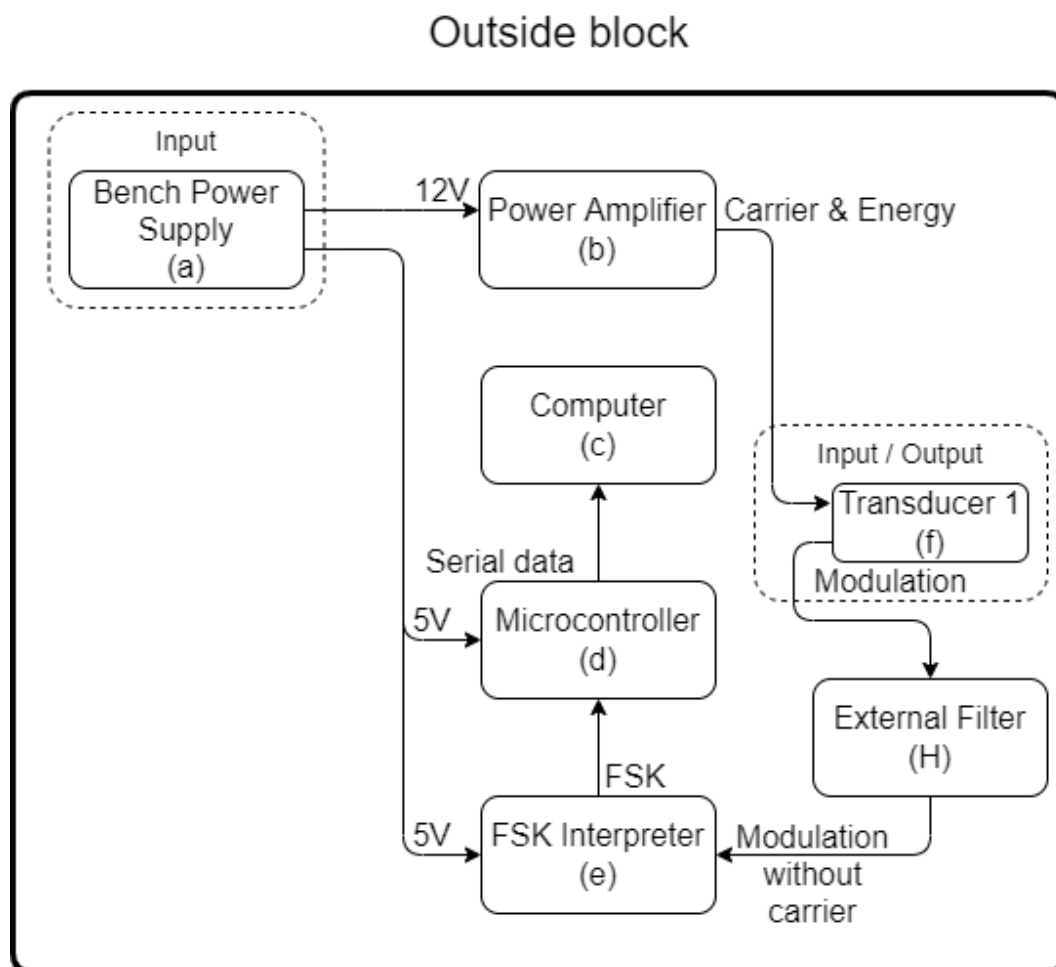 Outside block
Input
Bench Power
Supply
(a)
12V
Power Amplifier
(b)
Carrier & Energy
Computer
(c)
Input / Output
Transducer 1
(f)
Modulation
Serial data
5V
Microcontroller
(d)
External Filter
(H)
FSK
5V
FSK Interpreter
(e)
Modulation
without
carrier